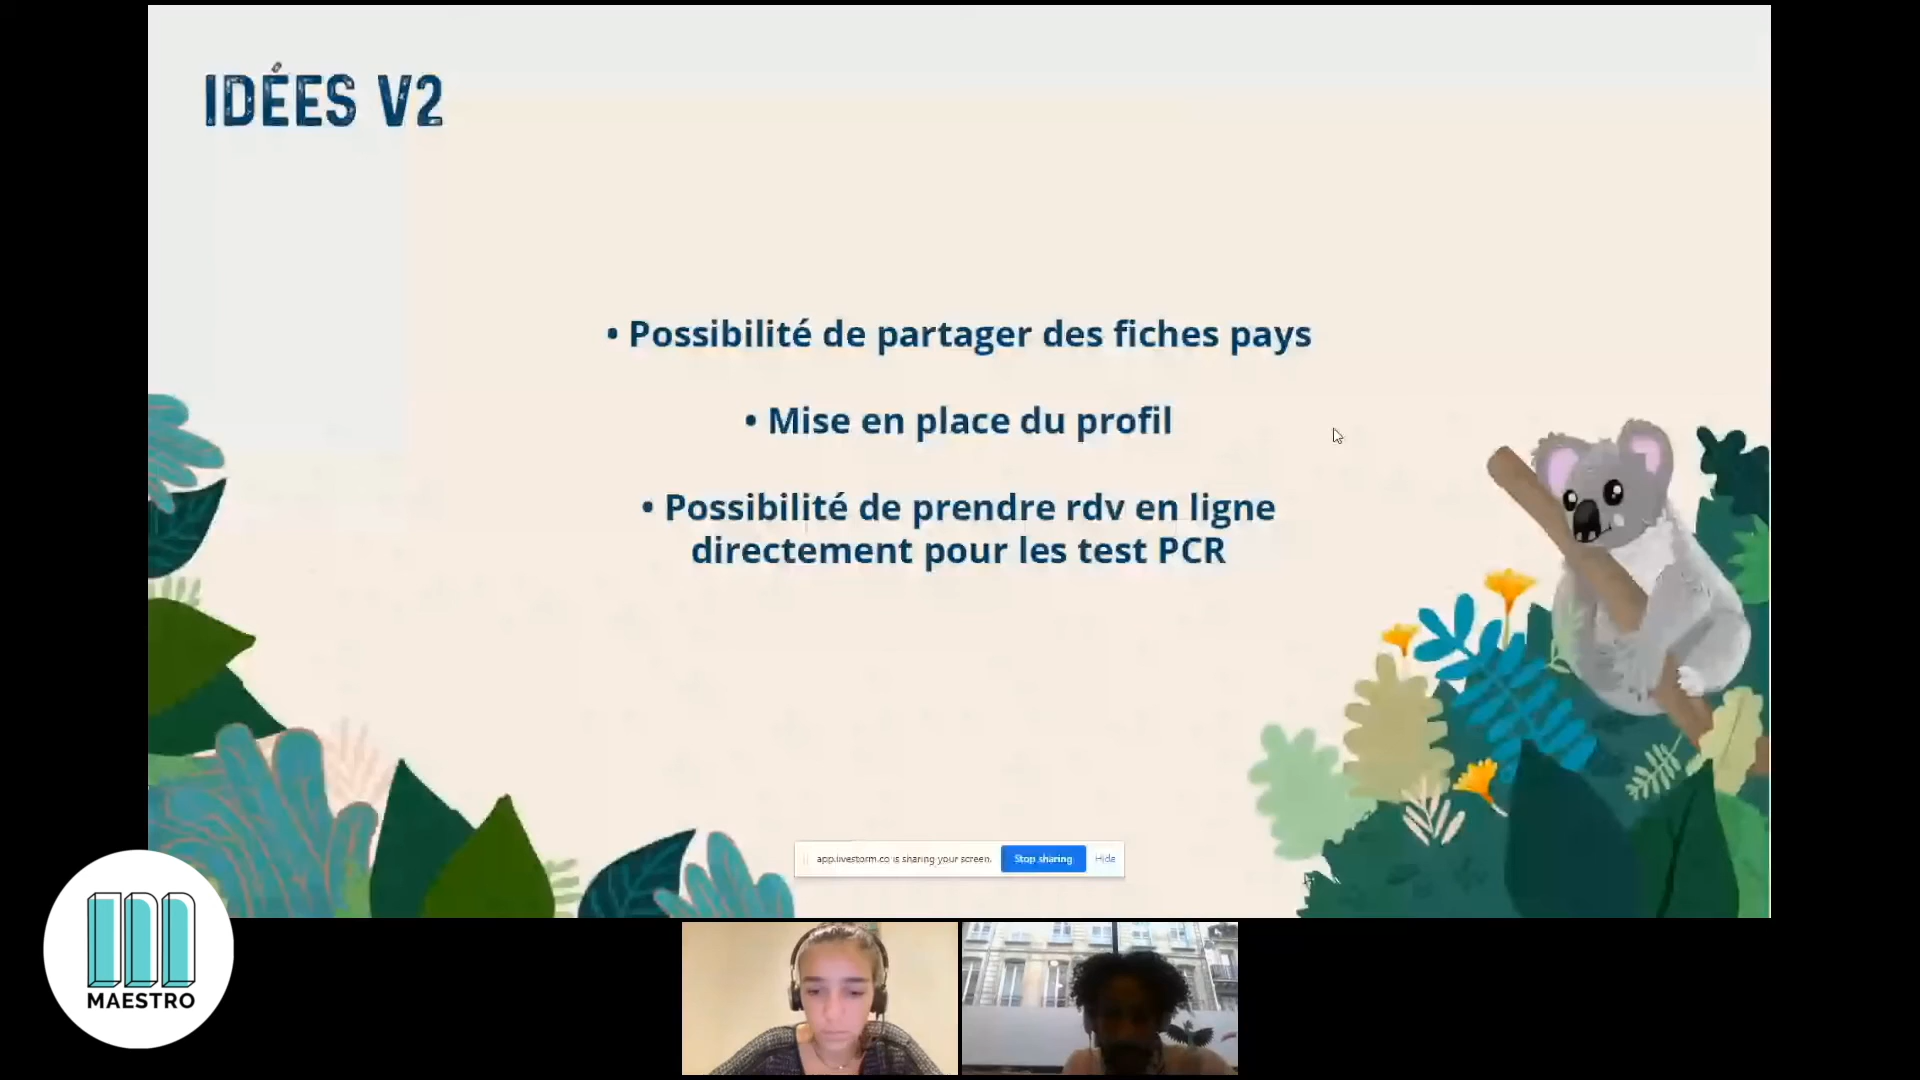 IDÉES V2
• Possibilité de partager des fiches pays
• Mise en place du profil
• Possibilité de prendre rdv en ligne
directement pour les test PCR
app.livestorm.co is sharing your screen.
Stop sharing
Hide
MAESTRO